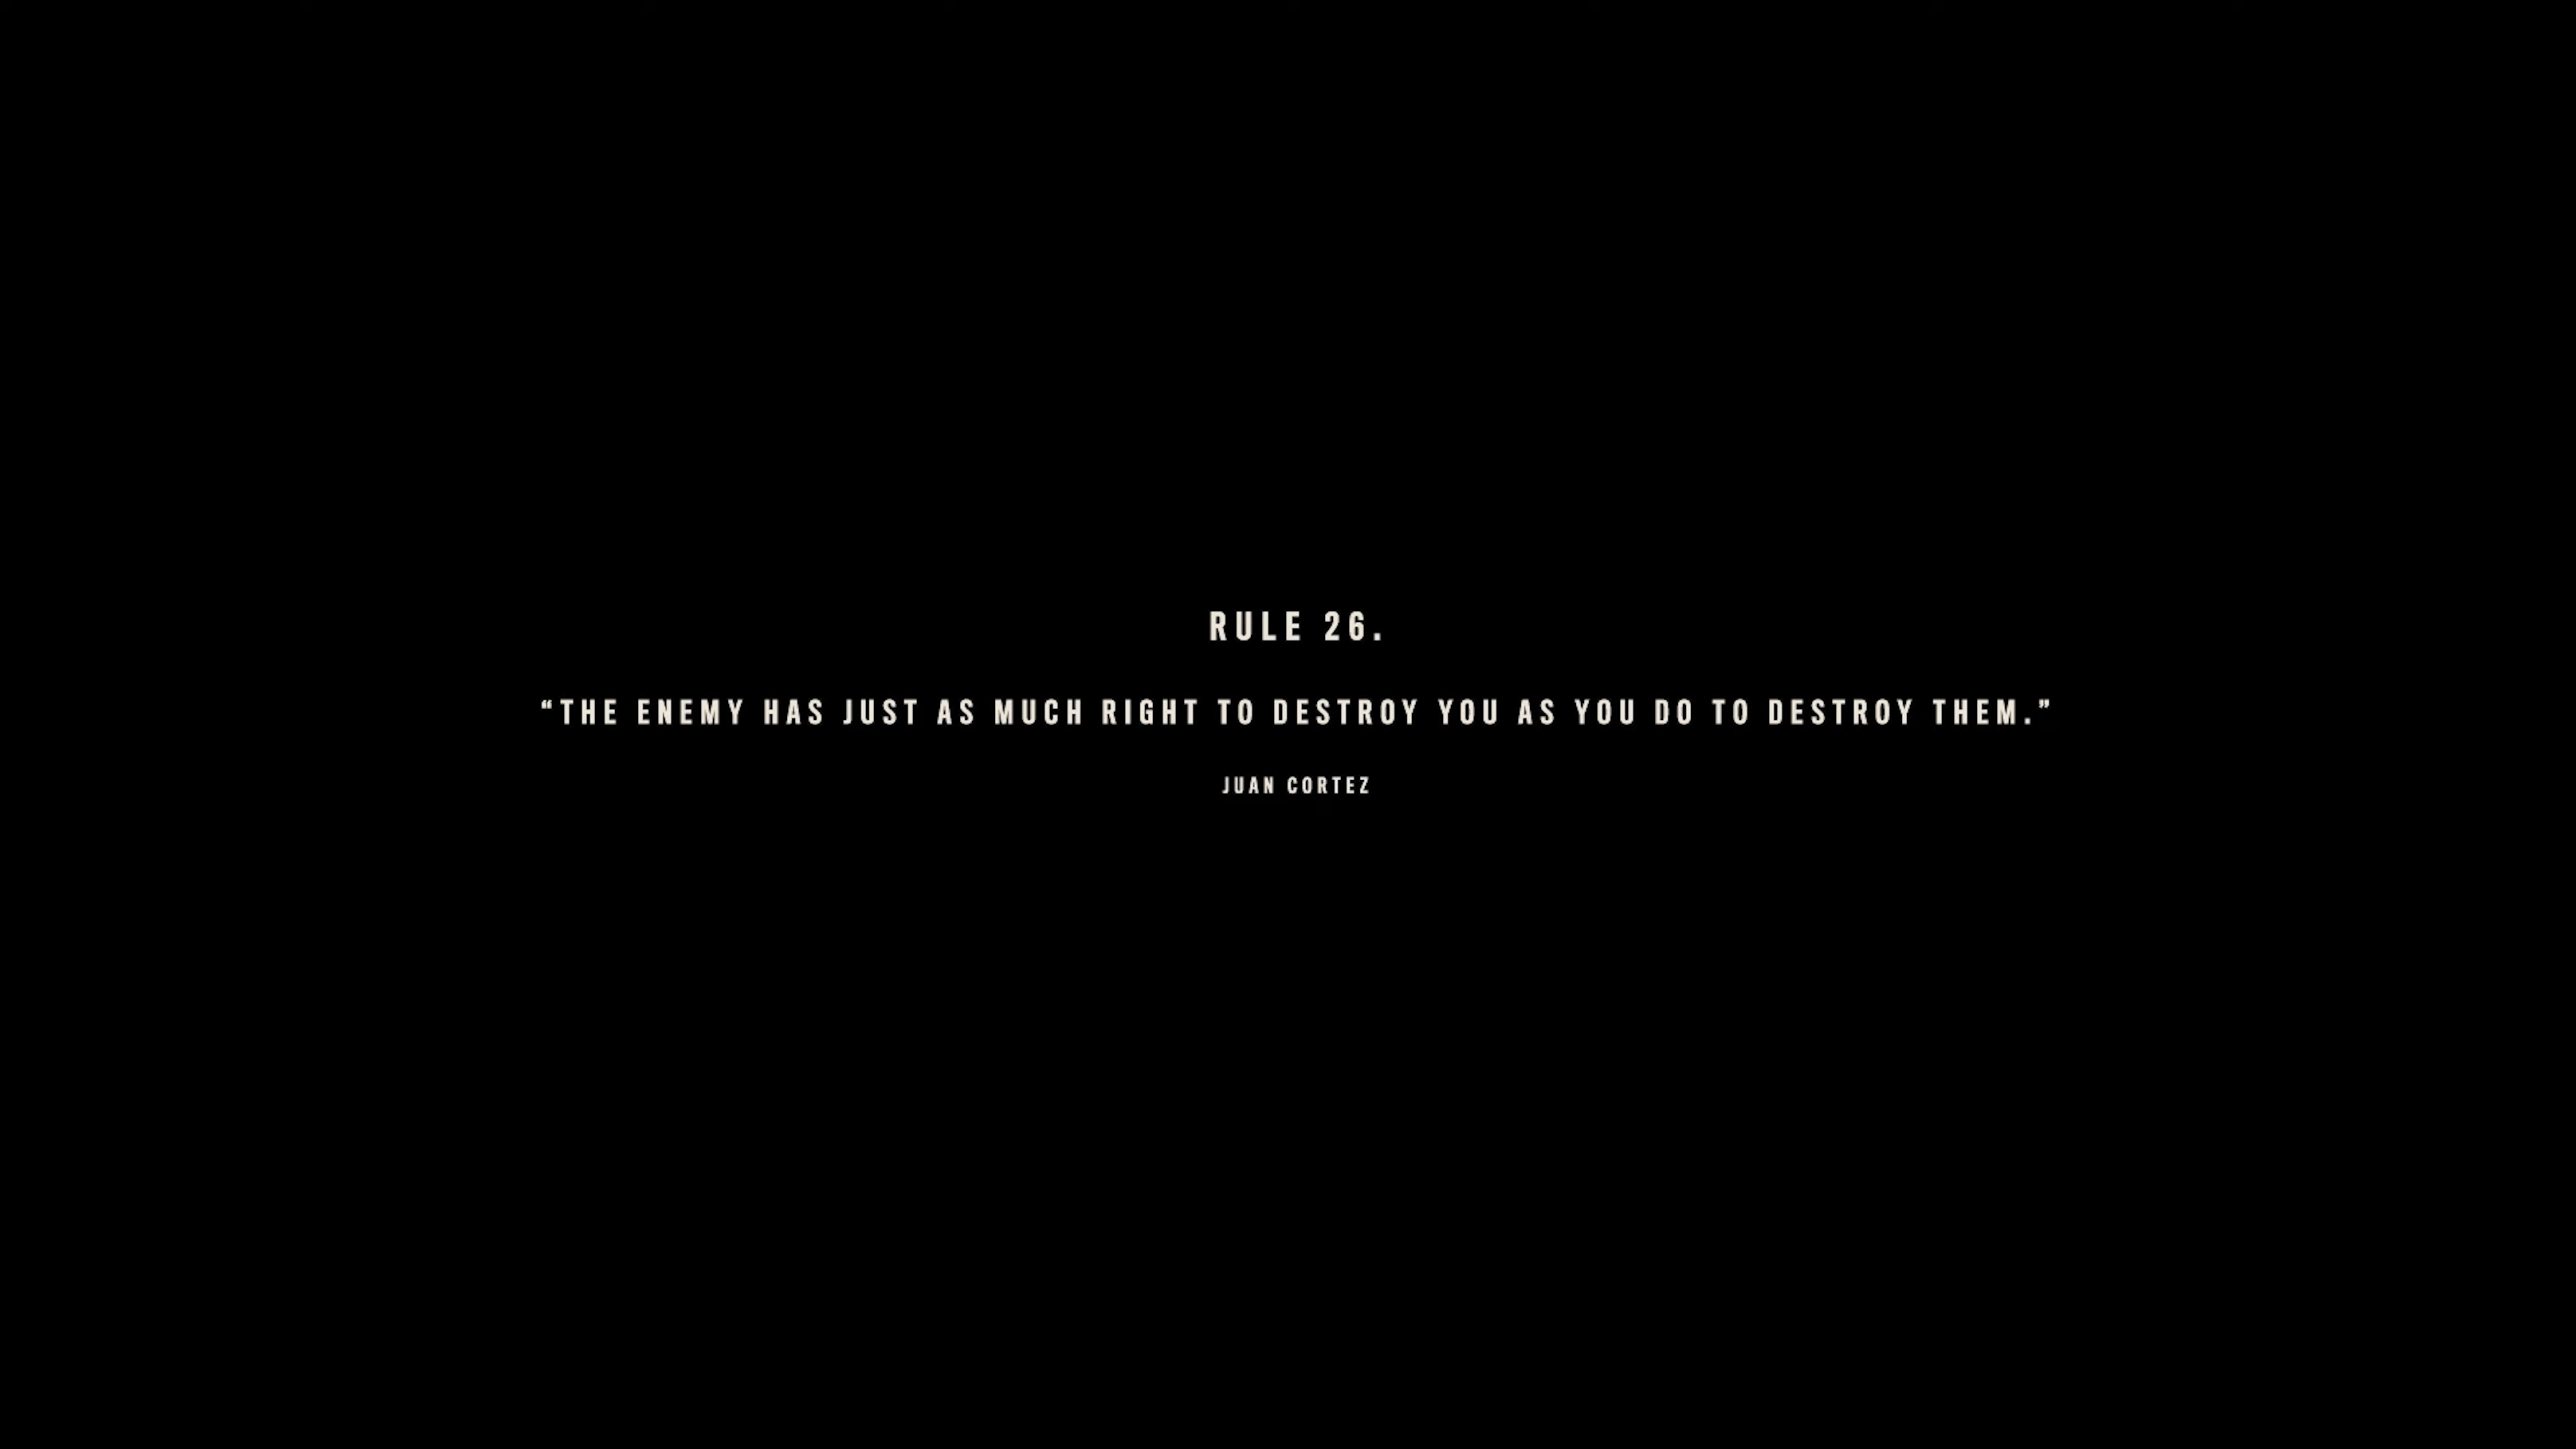 RULE 26.
“THE ENEMY HAS JUST AS MUCH RIGHT TO DESTROY YOU AS YOU DO TO DESTROY THEM.”
JUAN CORTEZ